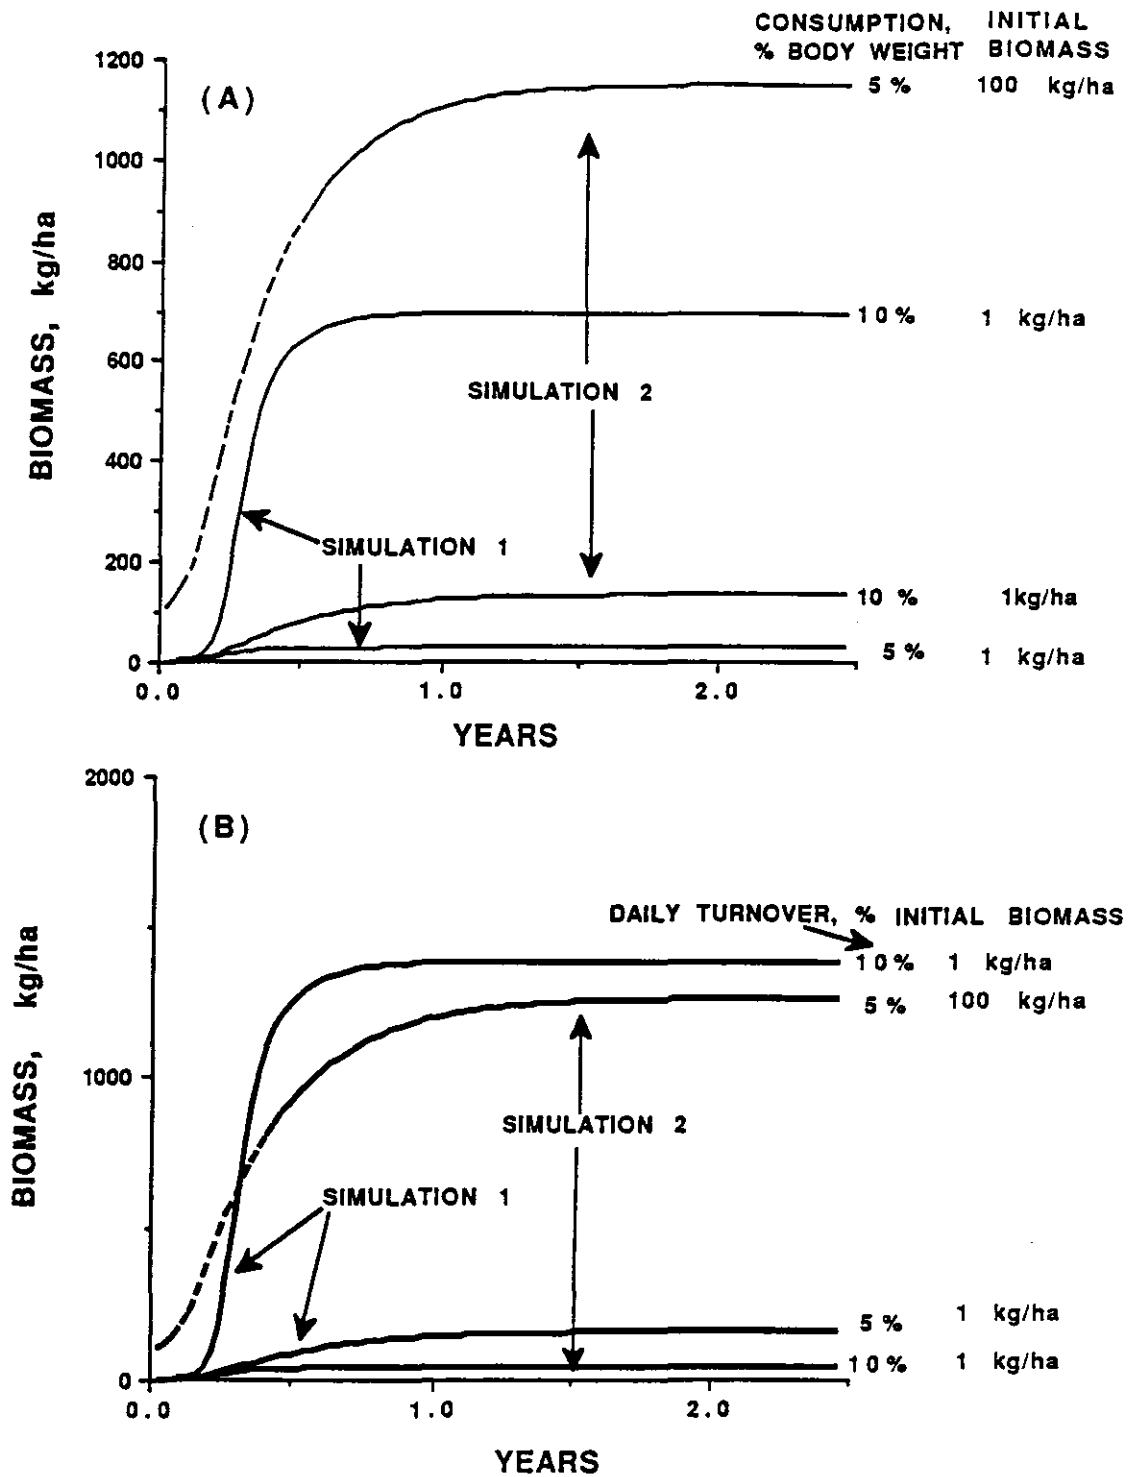 CONSUMPTION, INITIAL
% BODY WEIGHT BIOMASS
1200
(A)
5% 100 kg/ha
1000
800
10% 1 kg/ha
600
SIMULATION 2
400
SIMULATION 1
200
10 % 1kg/ha
5% 1 kg/ha
0
0.0 1.0 2.0
BIOMASS, kg/ha
YEARS
2000
(B)
DAILY TURNOVER, % INITIAL BIOMASS
10% 1 kg/ha
5% 100 kg/ha
1000
SIMULATION 2
SIMULATION 1
5% 1 kg/ha
10% 1 kg/ha
0
0.0 1.0 2.0
BIOMASS, kg/ha
YEARS